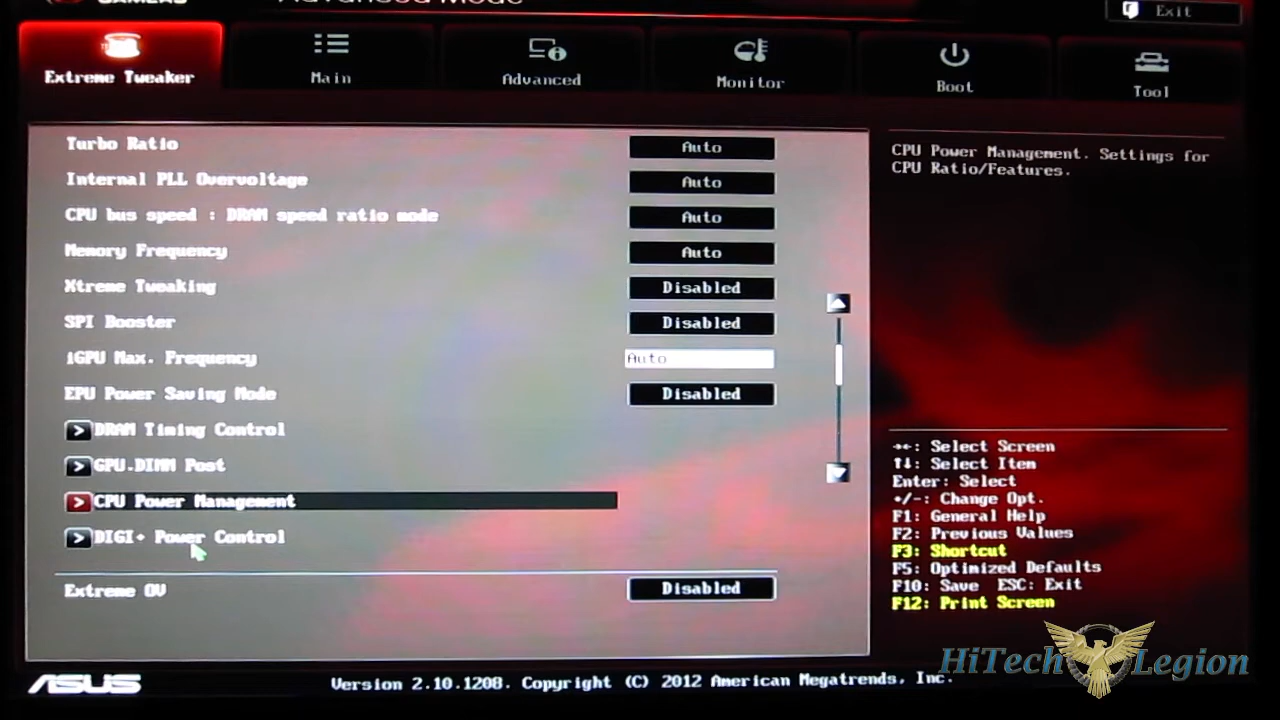 GAMERS
Advanced Mode
Exit
Extreme Tweaker
Main
Advanced
Monitor
Boot
Tool
Turbo Ratio Auto
Internal PLL Overvoltage Auto
CPU bus speed : DRAM speed ratio mode Auto
Memory Frequency Auto
Xtreme Tweaking Disabled
SPI Booster Disabled
iGPU Max. Frequency Auto
EPU Power Saving Mode Disabled
> DRAM Timing Control
> GPU.DIMM Post
> CPU Power Management
> DIGI+ Power Control
Extreme OV Disabled
CPU Power Management. Settings for
CPU Ratio/Features.
→←: Select Screen
↑↓: Select Item
Enter: Select
+/-: Change Opt.
F1: General Help
F2: Previous Values
F3: Shortcut
F5: Optimized Defaults
F10: Save ESC: Exit
F12: Print Screen
HiTech Legion
ASUS
Version 2.10.1208. Copyright (C) 2012 American Megatrends, Inc.